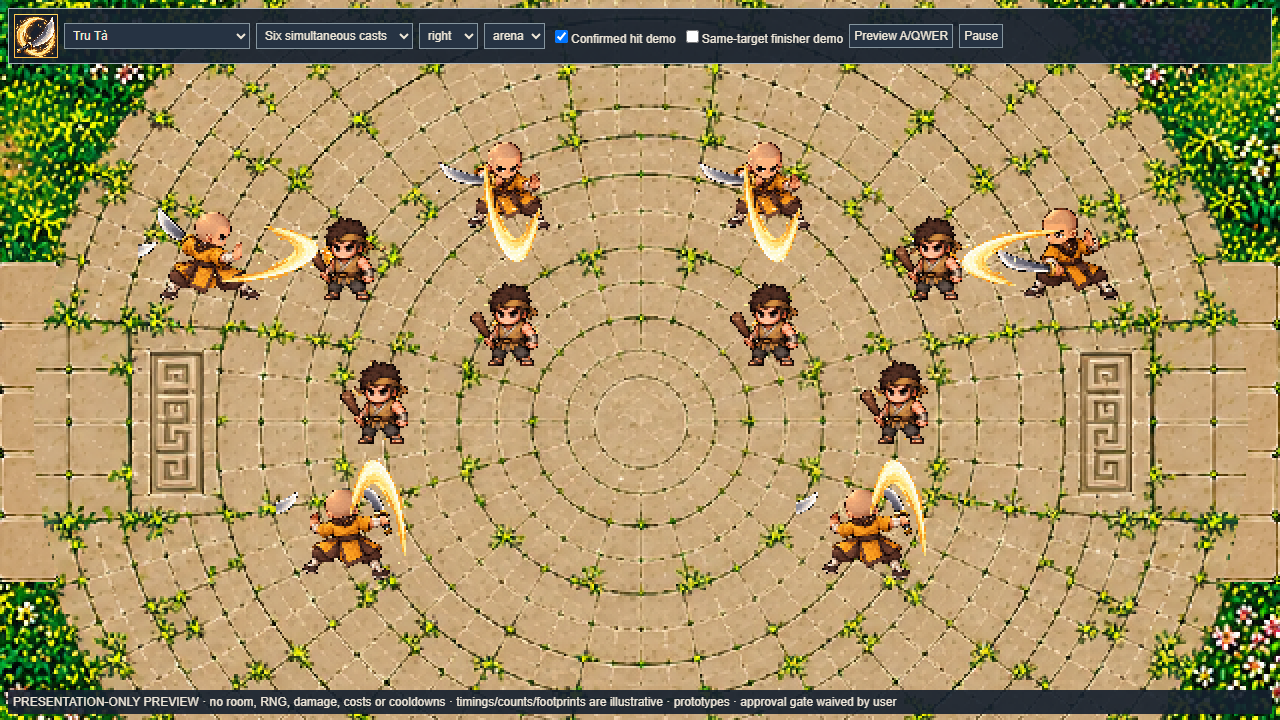 Tru Tà Six simultaneous casts right arena Confirmed hit demo Same-target finisher demo Preview A/QWER Pause
PRESENTATION-ONLY PREVIEW · no room, RNG, damage, costs or cooldowns · timings/counts/footprints are illustrative · prototypes · approval gate waived by user